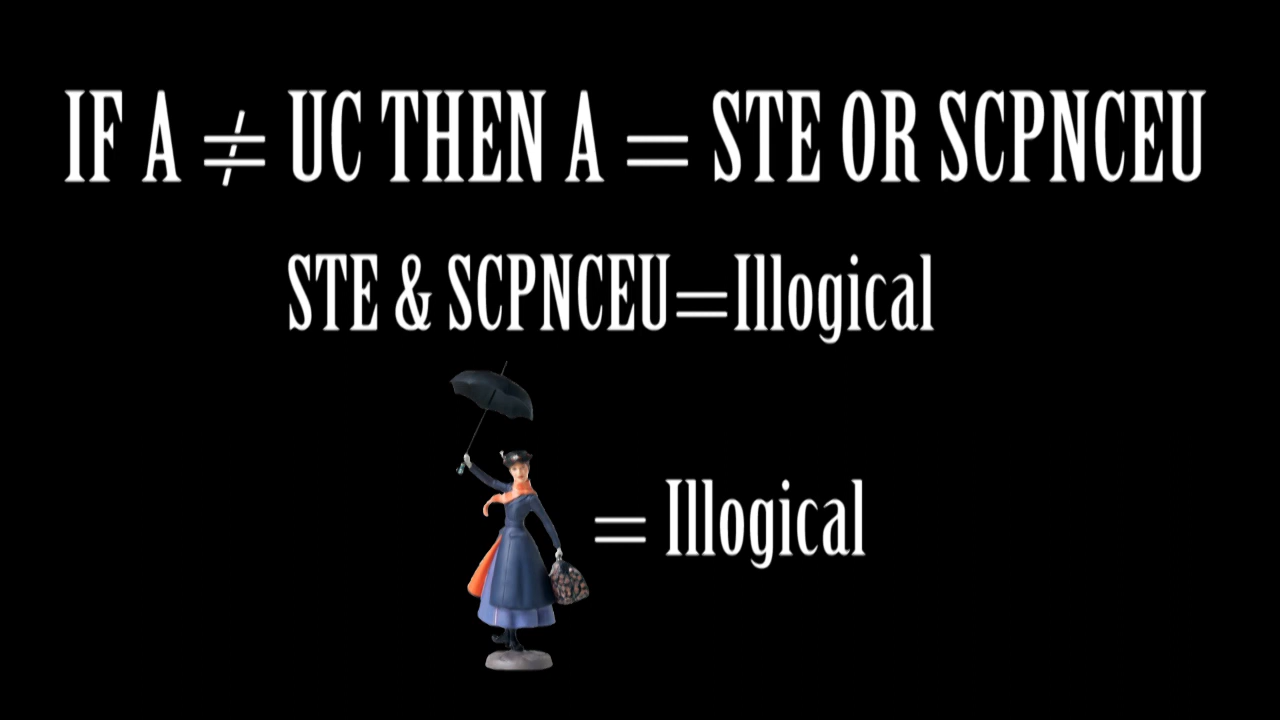 IF A ≠ UC THEN A = STE OR SCPNCEU
STE & SCPNCEU=Illogical
= Illogical